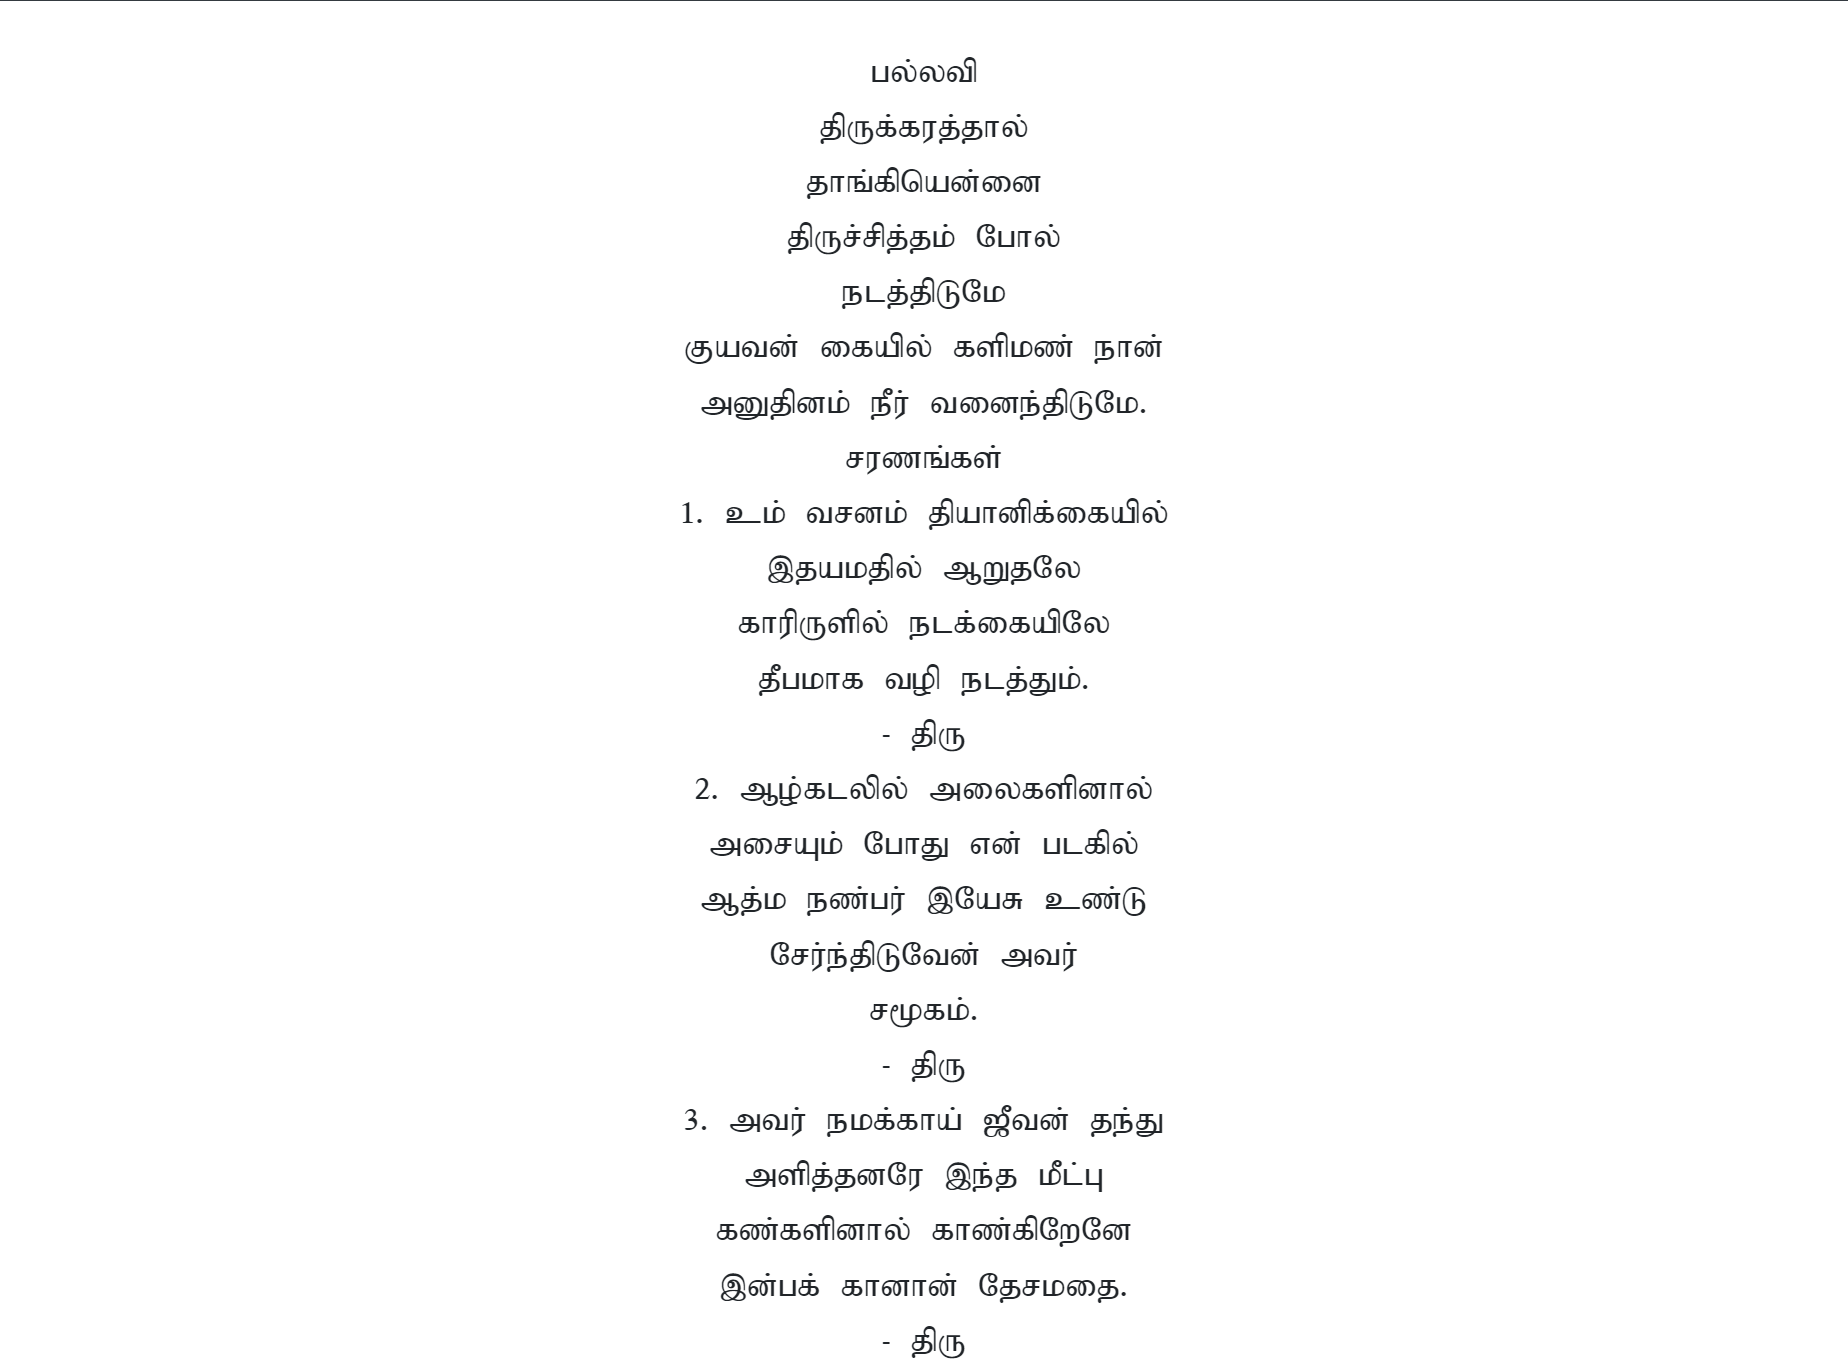 பல்லவி
திருக்கரத்தால்
தாங்கியென்னை
திருச்சித்தம் போல்
நடத்திடுமே
குயவன் கையில் களிமண் நான்
அனுதினம் நீர் வனைந்திடுமே.
சரணங்கள்
1. உம் வசனம் தியானிக்கையில்
இதயமதில் ஆறுதலே
காரிருளில் நடக்கையிலே
தீபமாக வழி நடத்தும்.
- திரு
2. ஆழ்கடலில் அலைகளினால்
அசையும் போது என் படகில்
ஆத்ம நண்பர் இயேசு உண்டு
சேர்ந்திடுவேன் அவர்
சமூகம்.
- திரு
3. அவர் நமக்காய் ஜீவன் தந்து
அளித்தனரே இந்த மீட்பு
கண்களினால் காண்கிறேனே
இன்பக் கானான் தேசமதை.
- திரு